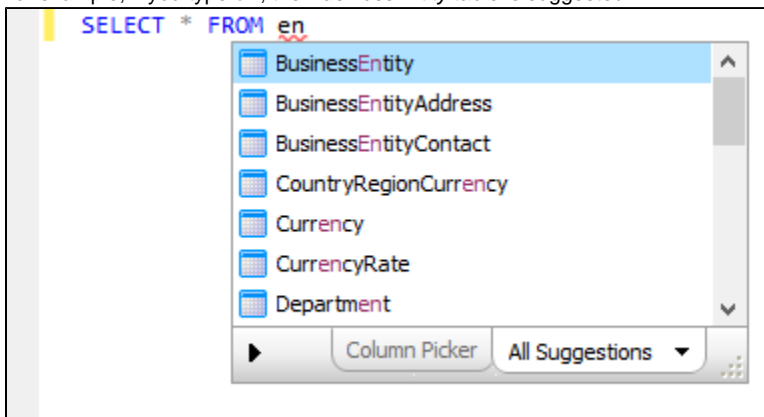 SELECT * FROM en
BusinessEntity
BusinessEntityAddress
BusinessEntityContact
CountryRegionCurrency
Currency
CurrencyRate
Department
Column Picker All Suggestions